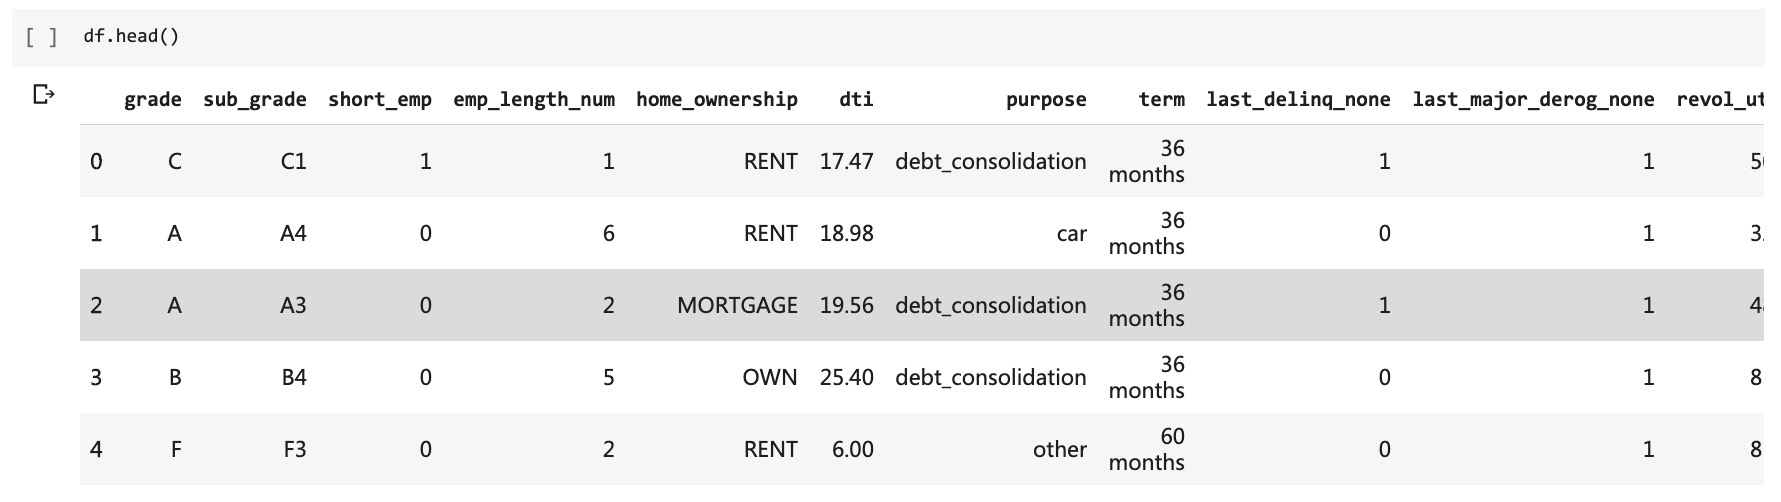 [ ] df.head()
grade sub_grade short_emp emp_length_num home_ownership dti purpose term last_delinq_none last_major_derog_none revol_ut
0 C C1 1 1 RENT 17.47 debt_consolidation 36 months 1 1
1 A A4 0 6 RENT 18.98 car 36 months 0 1
2 A A3 0 2 MORTGAGE 19.56 debt_consolidation 36 months 1 1
3 B B4 0 5 OWN 25.40 debt_consolidation 36 months 0 1 8
4 F F3 0 2 RENT 6.00 other 60 months 0 1 8